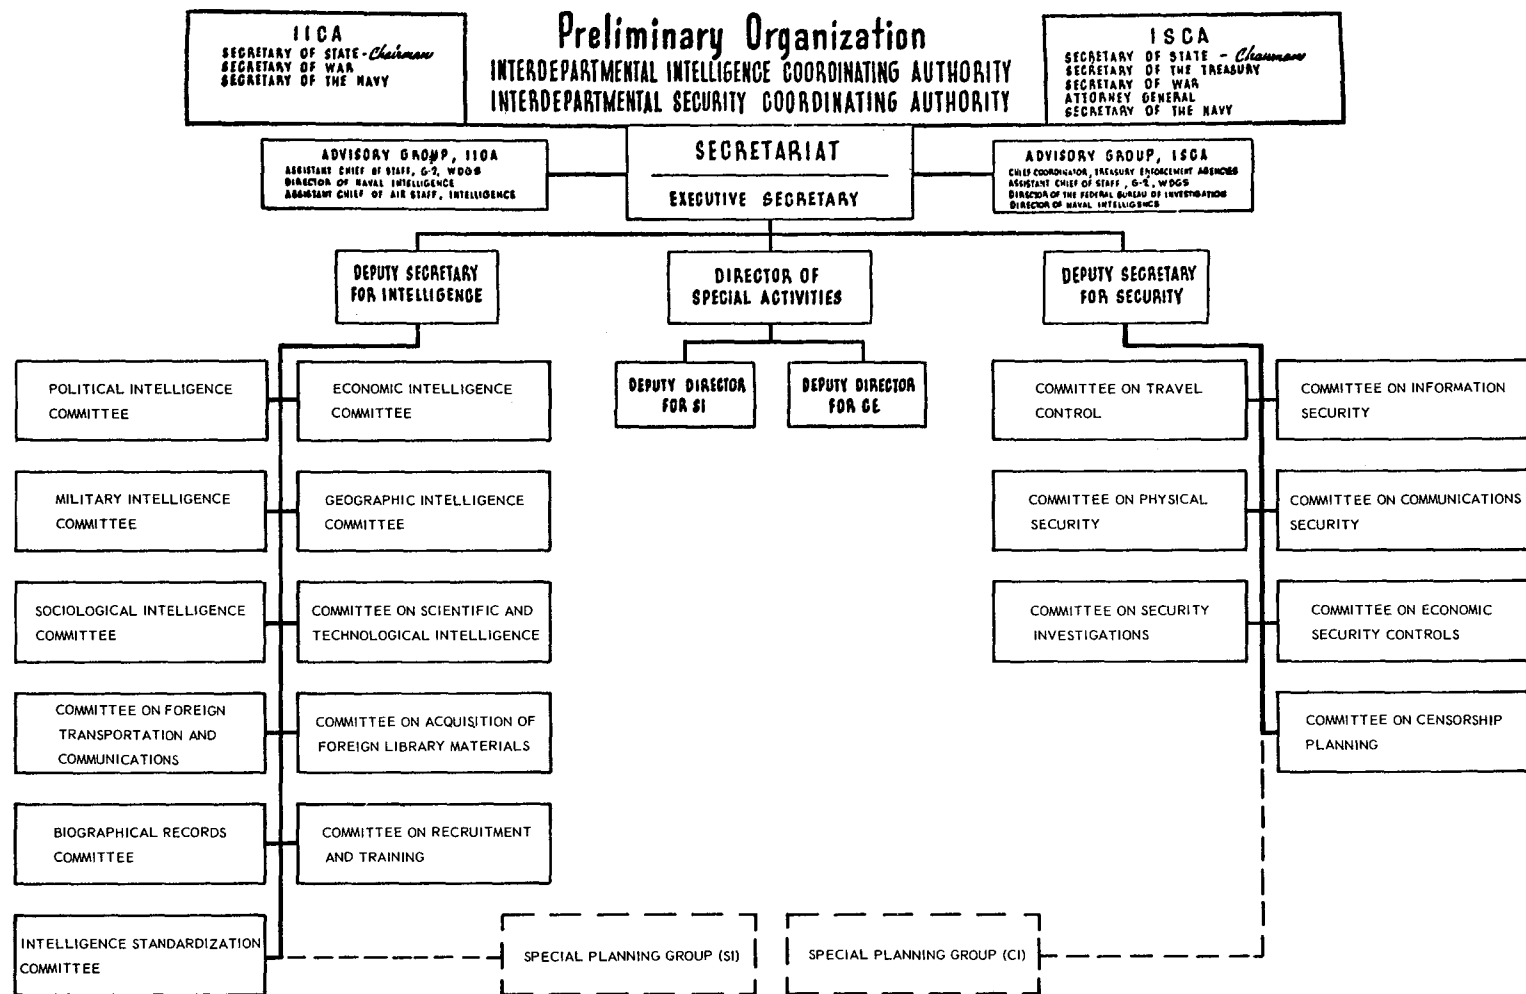 IICA
SECRETARY OF STATE - Chairman
SECRETARY OF WAR
SECRETARY OF THE NAVY
Preliminary Organization
INTERDEPARTMENTAL INTELLIGENCE COORDINATING AUTHORITY
INTERDEPARTMENTAL SECURITY COORDINATING AUTHORITY
ISCA
SECRETARY OF STATE - Chairman
SECRETARY OF THE TREASURY
SECRETARY OF WAR
ATTORNEY GENERAL
SECRETARY OF THE NAVY
ADVISORY GROUP, IICA
ASSISTANT CHIEF OF STAFF, G-2, WDGS
DIRECTOR OF NAVAL INTELLIGENCE
ASSISTANT CHIEF OF AIR STAFF, INTELLIGENCE
SECRETARIAT
EXECUTIVE SECRETARY
ADVISORY GROUP, ISCA
CHIEF COORDINATOR, TREASURY ENFORCEMENT AGENCIES
ASSISTANT CHIEF OF STAFF, G-2, WDGS
DIRECTOR OF THE FEDERAL BUREAU OF INVESTIGATION
DIRECTOR OF NAVAL INTELLIGENCE
DEPUTY SECRETARY
FOR INTELLIGENCE
DIRECTOR OF
SPECIAL ACTIVITIES
DEPUTY SECRETARY
FOR SECURITY
DEPUTY DIRECTOR
FOR SI
DEPUTY DIRECTOR
FOR CE
POLITICAL INTELLIGENCE
COMMITTEE
ECONOMIC INTELLIGENCE
COMMITTEE
COMMITTEE ON TRAVEL
CONTROL
COMMITTEE ON INFORMATION
SECURITY
MILITARY INTELLIGENCE
COMMITTEE
GEOGRAPHIC INTELLIGENCE
COMMITTEE
COMMITTEE ON PHYSICAL
SECURITY
COMMITTEE ON COMMUNICATIONS
SECURITY
SOCIOLOGICAL INTELLIGENCE
COMMITTEE
COMMITTEE ON SCIENTIFIC AND
TECHNOLOGICAL INTELLIGENCE
COMMITTEE ON SECURITY
INVESTIGATIONS
COMMITTEE ON ECONOMIC
SECURITY CONTROLS
COMMITTEE ON FOREIGN
TRANSPORTATION AND
COMMUNICATIONS
COMMITTEE ON ACQUISITION OF
FOREIGN LIBRARY MATERIALS
COMMITTEE ON CENSORSHIP
PLANNING
BIOGRAPHICAL RECORDS
COMMITTEE
COMMITTEE ON RECRUITMENT
AND TRAINING
INTELLIGENCE STANDARDIZATION
COMMITTEE
SPECIAL PLANNING GROUP (SI)
SPECIAL PLANNING GROUP (CI)